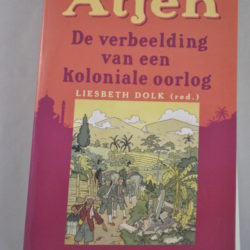 Atjeh
De verbeelding
van een
koloniale oorlog
LIESBETH DOLK (red.)